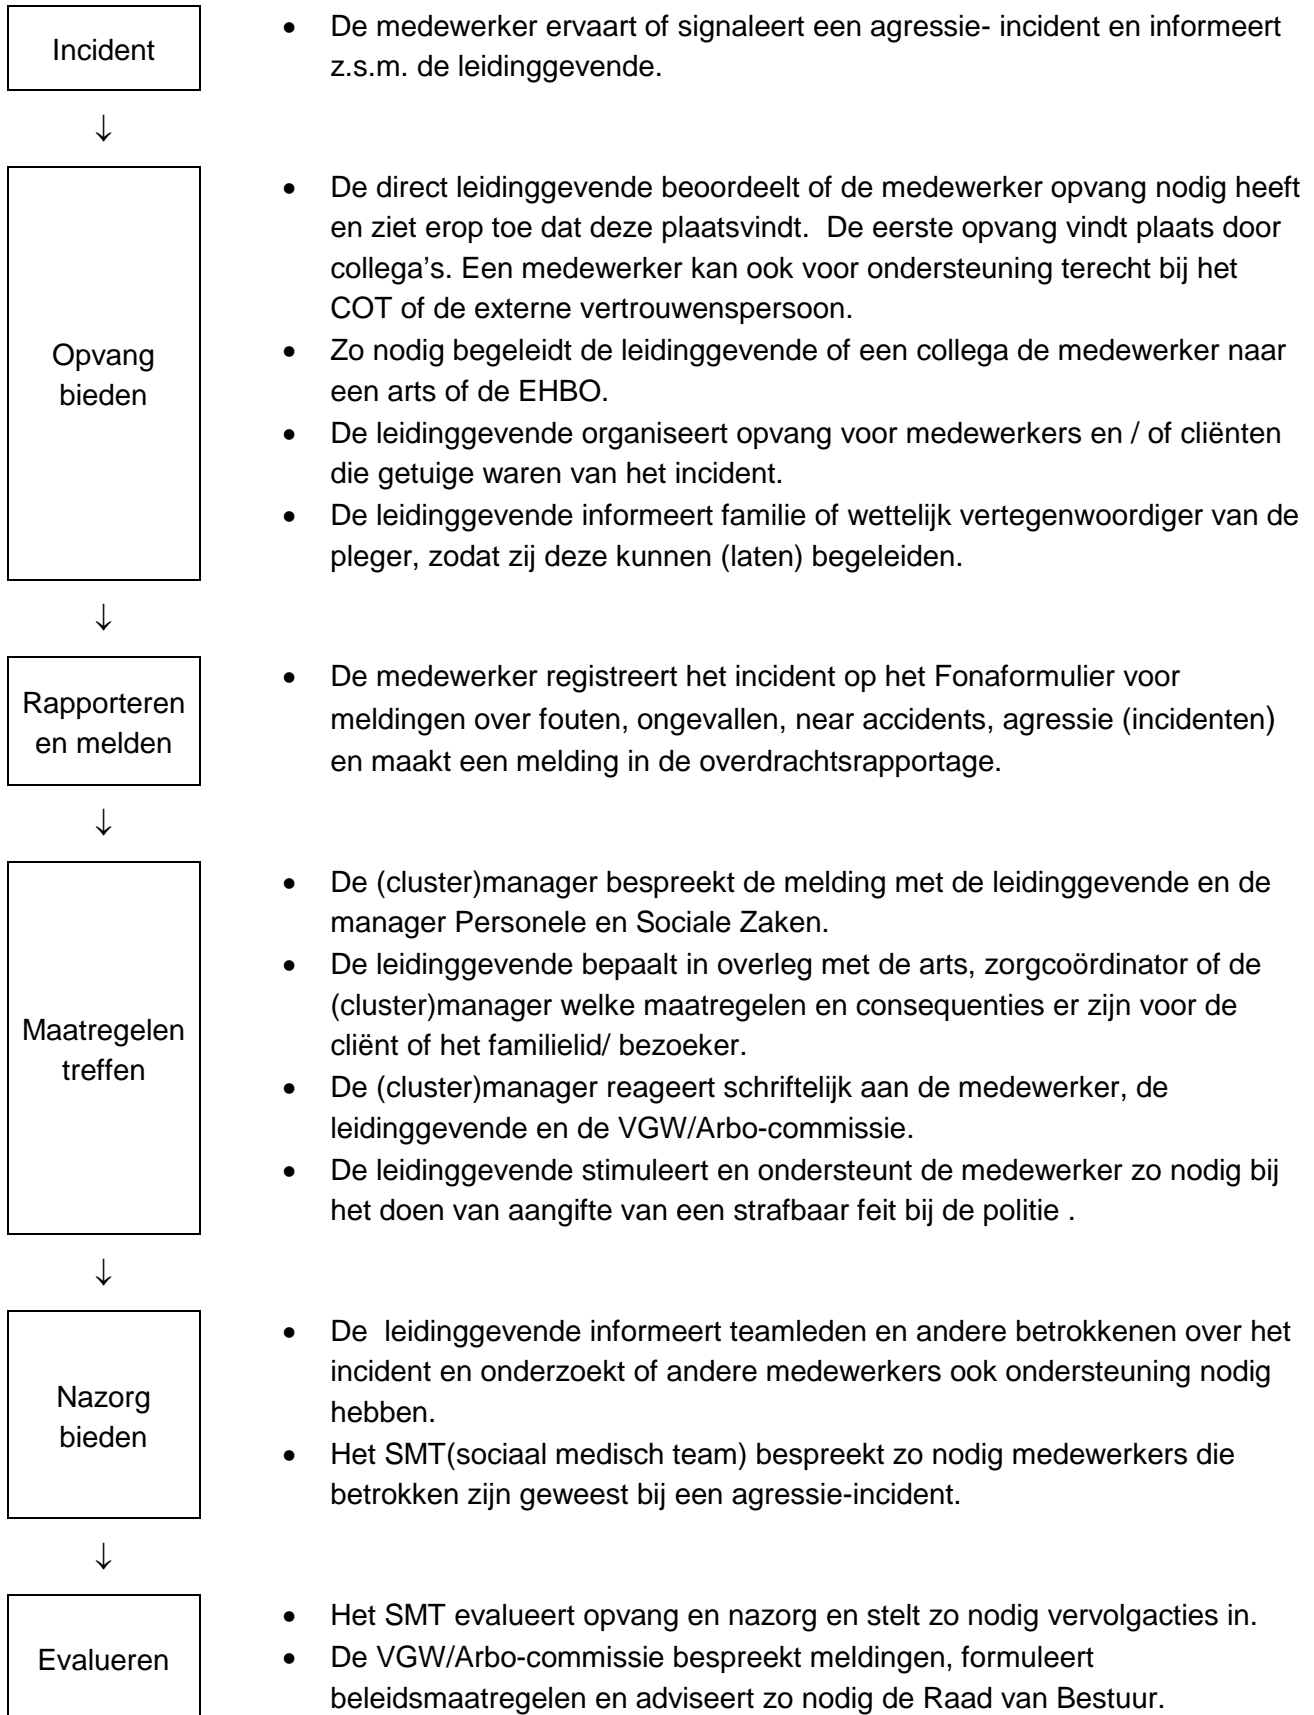 Incident
• De medewerker ervaart of signaleert een agressie- incident en informeert
z.s.m. de leidinggevende.
↓
Opvang
bieden
• De direct leidinggevende beoordeelt of de medewerker opvang nodig heeft
en ziet erop toe dat deze plaatsvindt.  De eerste opvang vindt plaats door
collega's. Een medewerker kan ook voor ondersteuning terecht bij het
COT of de externe vertrouwenspersoon.
• Zo nodig begeleidt de leidinggevende of een collega de medewerker naar
een arts of de EHBO.
• De leidinggevende organiseert opvang voor medewerkers en / of cliënten
die getuige waren van het incident.
• De leidinggevende informeert familie of wettelijk vertegenwoordiger van de
pleger, zodat zij deze kunnen (laten) begeleiden.
↓
Rapporteren
en melden
• De medewerker registreert het incident op het Fonaformulier voor
meldingen over fouten, ongevallen, near accidents, agressie (incidenten)
en maakt een melding in de overdrachtsrapportage.
↓
Maatregelen
treffen
• De (cluster)manager bespreekt de melding met de leidinggevende en de
manager Personele en Sociale Zaken.
• De leidinggevende bepaalt in overleg met de arts, zorgcoördinator of de
(cluster)manager welke maatregelen en consequenties er zijn voor de
cliënt of het familielid/ bezoeker.
• De (cluster)manager reageert schriftelijk aan de medewerker, de
leidinggevende en de VGW/Arbo-commissie.
• De leidinggevende stimuleert en ondersteunt de medewerker zo nodig bij
het doen van aangifte van een strafbaar feit bij de politie .
↓
Nazorg
bieden
• De  leidinggevende informeert teamleden en andere betrokkenen over het
incident en onderzoekt of andere medewerkers ook ondersteuning nodig
hebben.
• Het SMT(sociaal medisch team) bespreekt zo nodig medewerkers die
betrokken zijn geweest bij een agressie-incident.
↓
Evalueren
• Het SMT evalueert opvang en nazorg en stelt zo nodig vervolgacties in.
• De VGW/Arbo-commissie bespreekt meldingen, formuleert
beleidsmaatregelen en adviseert zo nodig de Raad van Bestuur.